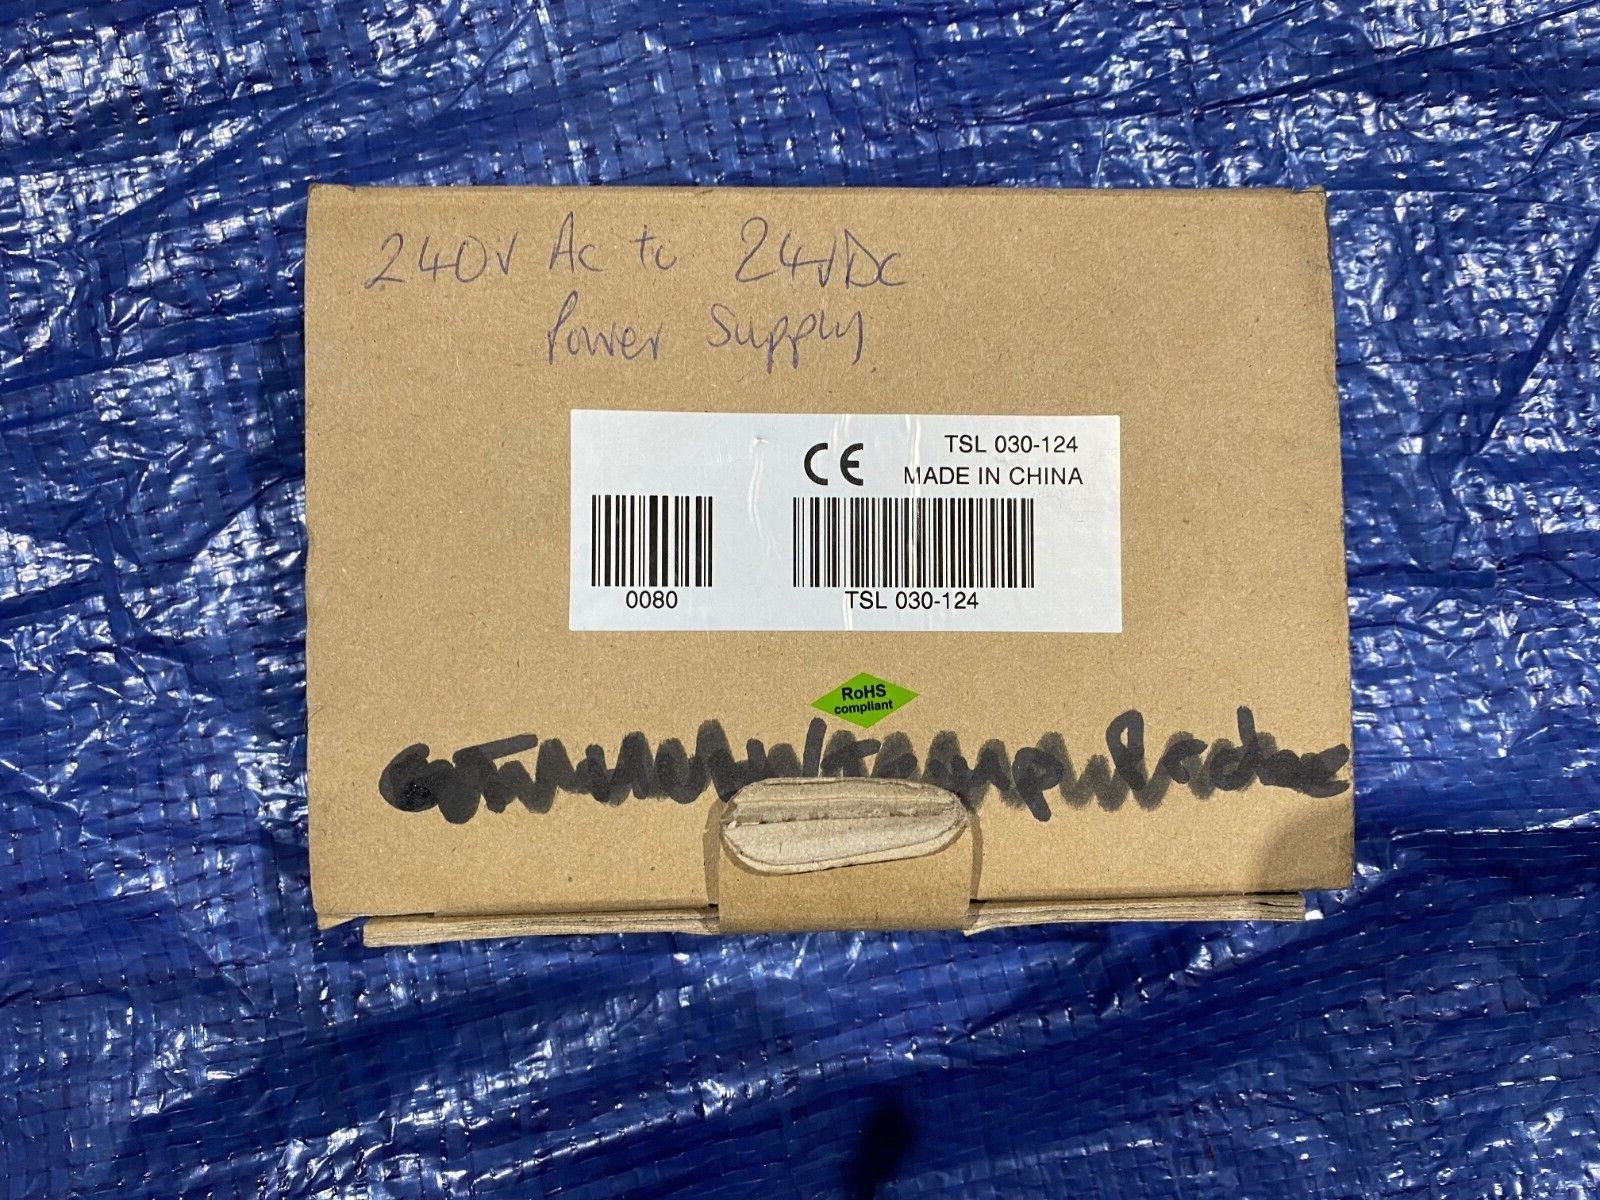 240v Ac to 24vDc
Power Supply
CE TSL 030-124
MADE IN CHINA
0080
TSL 030-124
RoHS
compliant